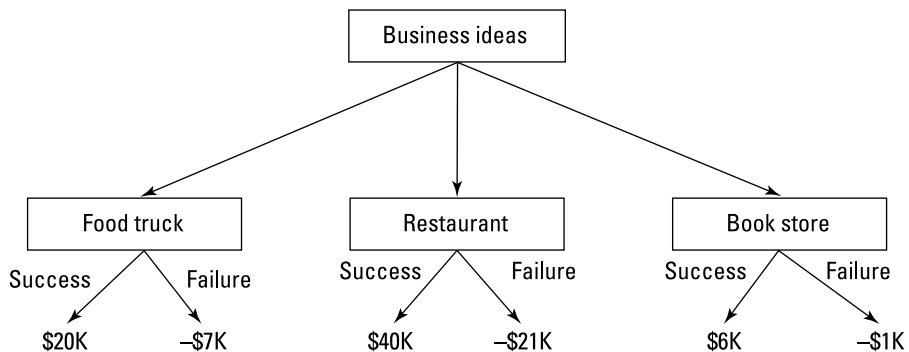 Business ideas
Food truck
Restaurant
Book store
Success
Failure
Success
Failure
Success
Failure
$20K
–$7K
$40K
–$21K
$6K
–$1K